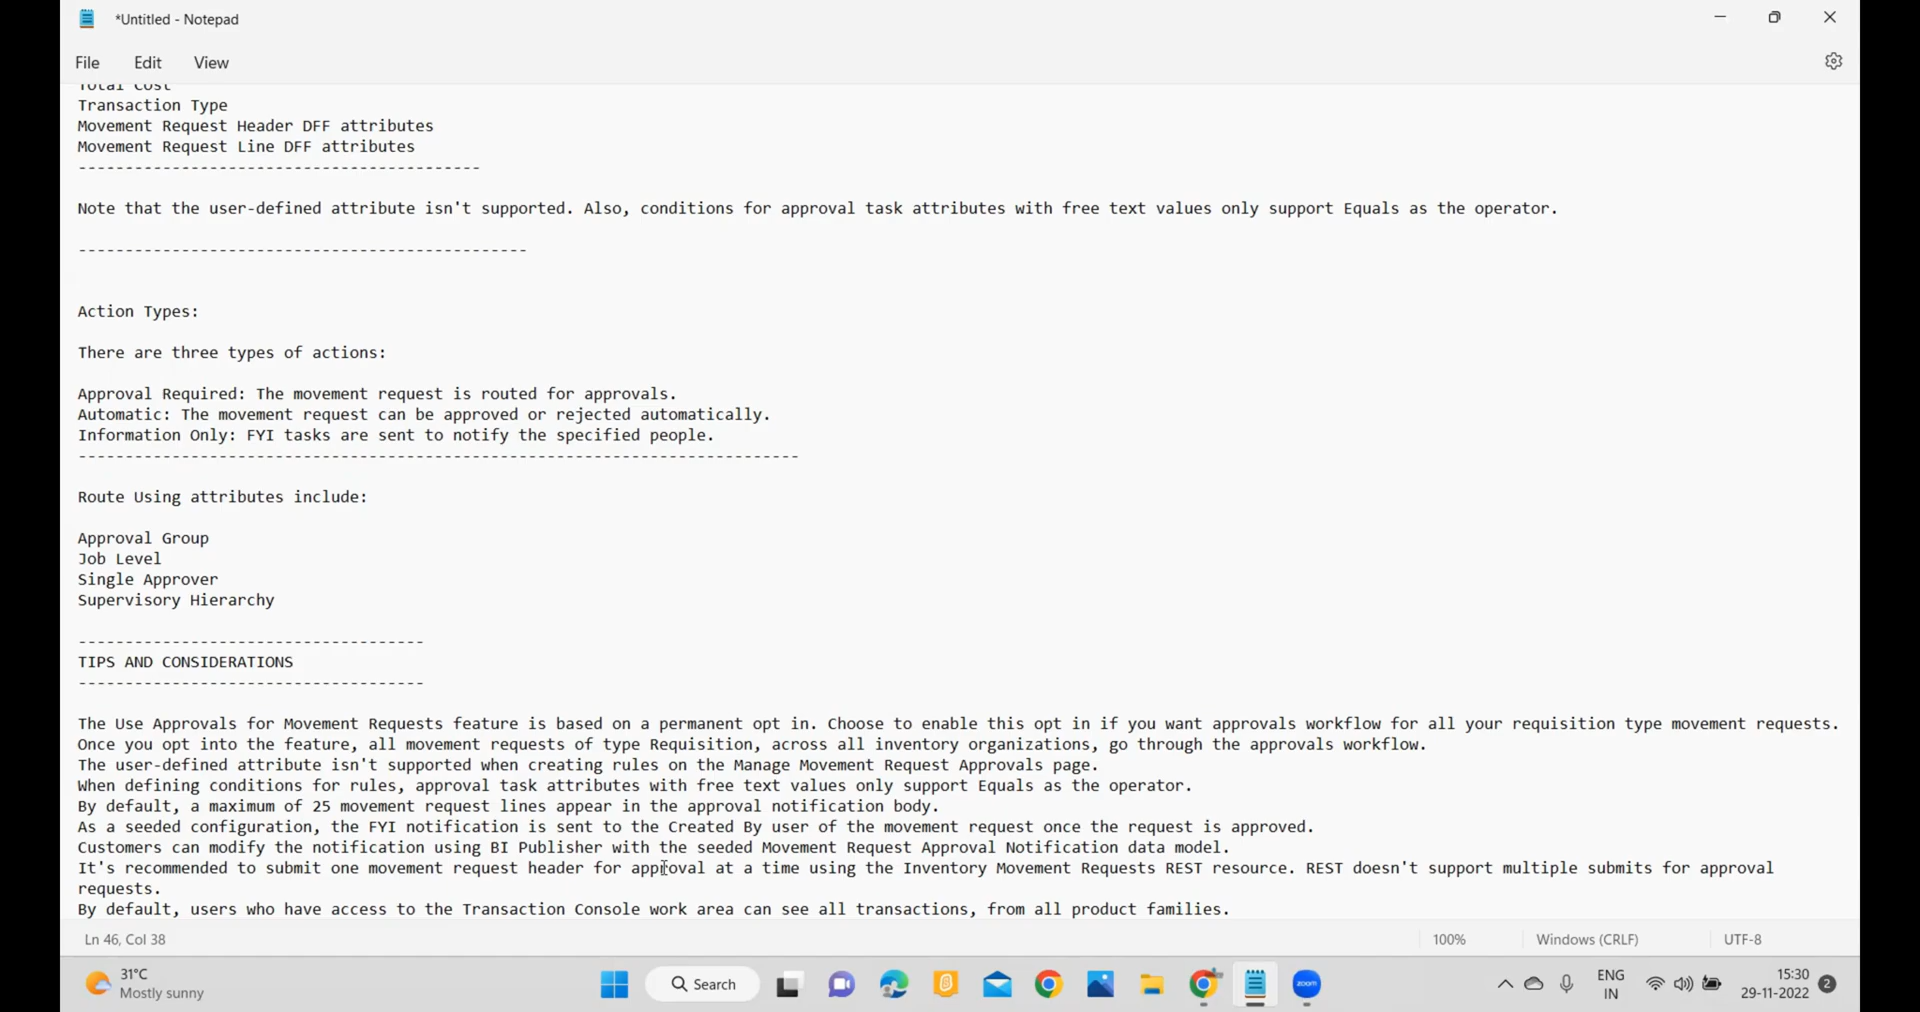 *Untitled - Notepad
File Edit View
Total Cost
Transaction Type
Movement Request Header DFF attributes
Movement Request Line DFF attributes
-------------------------------------------
Note that the user-defined attribute isn't supported. Also, conditions for approval task attributes with free text values only support Equals as the operator.
------------------------------------------------
Action Types:
There are three types of actions:
Approval Required: The movement request is routed for approvals.
Automatic: The movement request can be approved or rejected automatically.
Information Only: FYI tasks are sent to notify the specified people.
-----------------------------------------------------------------------------
Route Using attributes include:
Approval Group
Job Level
Single Approver
Supervisory Hierarchy
-------------------------------------
TIPS AND CONSIDERATIONS
-------------------------------------
The Use Approvals for Movement Requests feature is based on a permanent opt in. Choose to enable this opt in if you want approvals workflow for all your requisition type movement requests.
Once you opt into the feature, all movement requests of type Requisition, across all inventory organizations, go through the approvals workflow.
The user-defined attribute isn't supported when creating rules on the Manage Movement Request Approvals page.
When defining conditions for rules, approval task attributes with free text values only support Equals as the operator.
By default, a maximum of 25 movement request lines appear in the approval notification body.
As a seeded configuration, the FYI notification is sent to the Created By user of the movement request once the request is approved.
Customers can modify the notification using BI Publisher with the seeded Movement Request Approval Notification data model.
It's recommended to submit one movement request header for approval at a time using the Inventory Movement Requests REST resource. REST doesn't support multiple submits for approval
requests.
By default, users who have access to the Transaction Console work area can see all transactions, from all product families.
Ln 46, Col 38 100% Windows (CRLF) UTF-8
31°C
Mostly sunny
Search
zoom
ENG
IN
15:30
29-11-2022
2